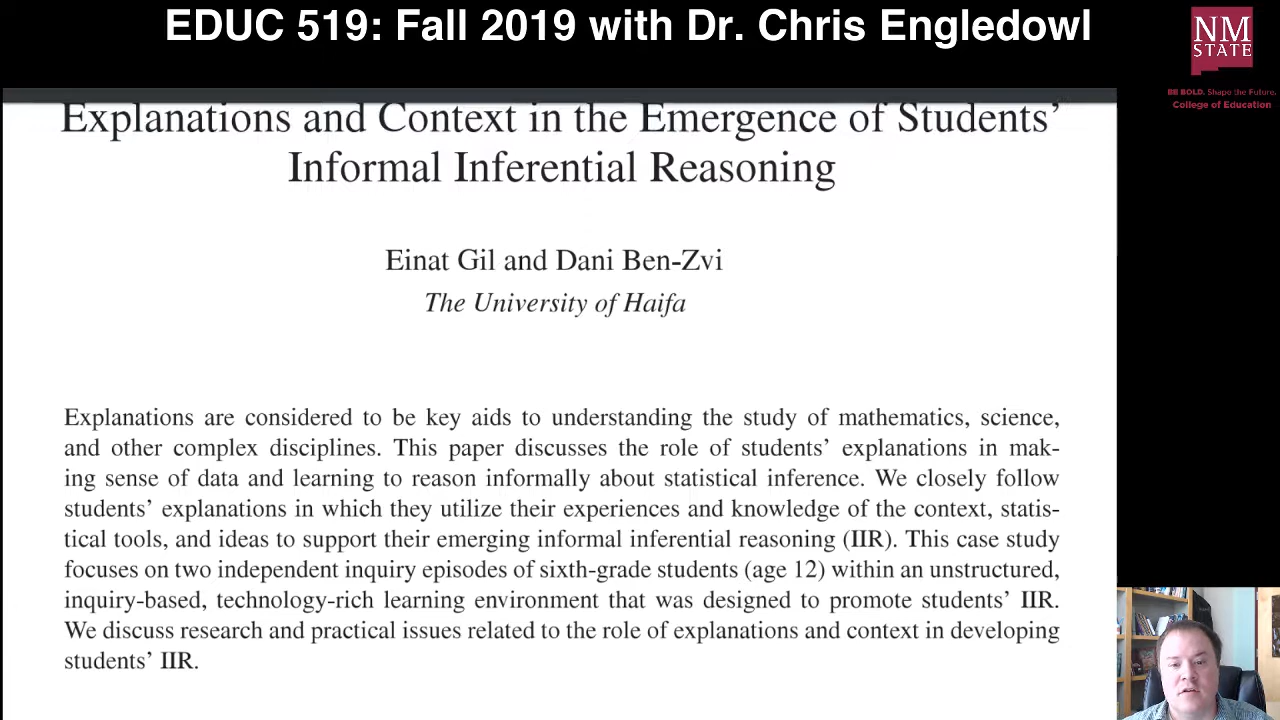 EDUC 519: Fall 2019 with Dr. Chris Engledowl
NM
STATE
BE BOLD. Shape the Future.
College of Education
Explanations and Context in the Emergence of Students’
Informal Inferential Reasoning
Einat Gil and Dani Ben-Zvi
The University of Haifa
Explanations are considered to be key aids to understanding the study of mathematics, science,
and other complex disciplines. This paper discusses the role of students’ explanations in mak-
ing sense of data and learning to reason informally about statistical inference. We closely follow
students’ explanations in which they utilize their experiences and knowledge of the context, statis-
tical tools, and ideas to support their emerging informal inferential reasoning (IIR). This case study
focuses on two independent inquiry episodes of sixth-grade students (age 12) within an unstructured,
inquiry-based, technology-rich learning environment that was designed to promote students’ IIR.
We discuss research and practical issues related to the role of explanations and context in developing
students’ IIR.